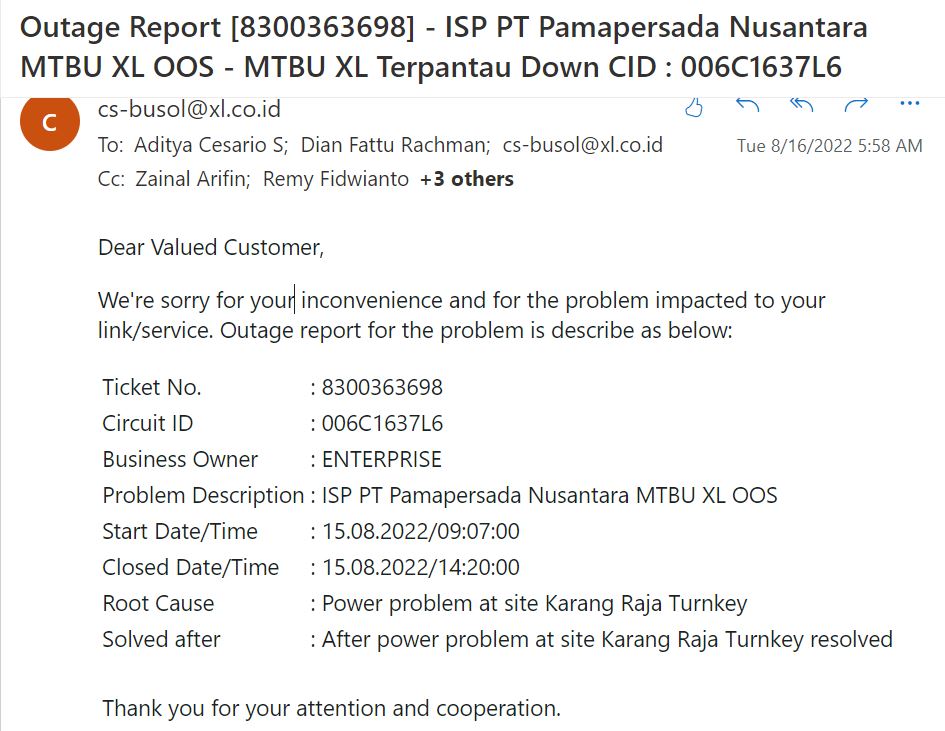 Outage Report [8300363698] - ISP PT Pamapersada Nusantara
MTBU XL OOS - MTBU XL Terpantau Down CID : 006C1637L6
C
cs-busol@xl.co.id
To: Aditya Cesario S; Dian Fattu Rachman; cs-busol@xl.co.id
Tue 8/16/2022 5:58 AM
Cc: Zainal Arifin; Remy Fidwianto +3 others
Dear Valued Customer,
We're sorry for your inconvenience and for the problem impacted to your
link/service. Outage report for the problem is describe as below:
Ticket No. : 8300363698
Circuit ID : 006C1637L6
Business Owner : ENTERPRISE
Problem Description : ISP PT Pamapersada Nusantara MTBU XL OOS
Start Date/Time : 15.08.2022/09:07:00
Closed Date/Time : 15.08.2022/14:20:00
Root Cause : Power problem at site Karang Raja Turnkey
Solved after : After power problem at site Karang Raja Turnkey resolved
Thank you for your attention and cooperation.